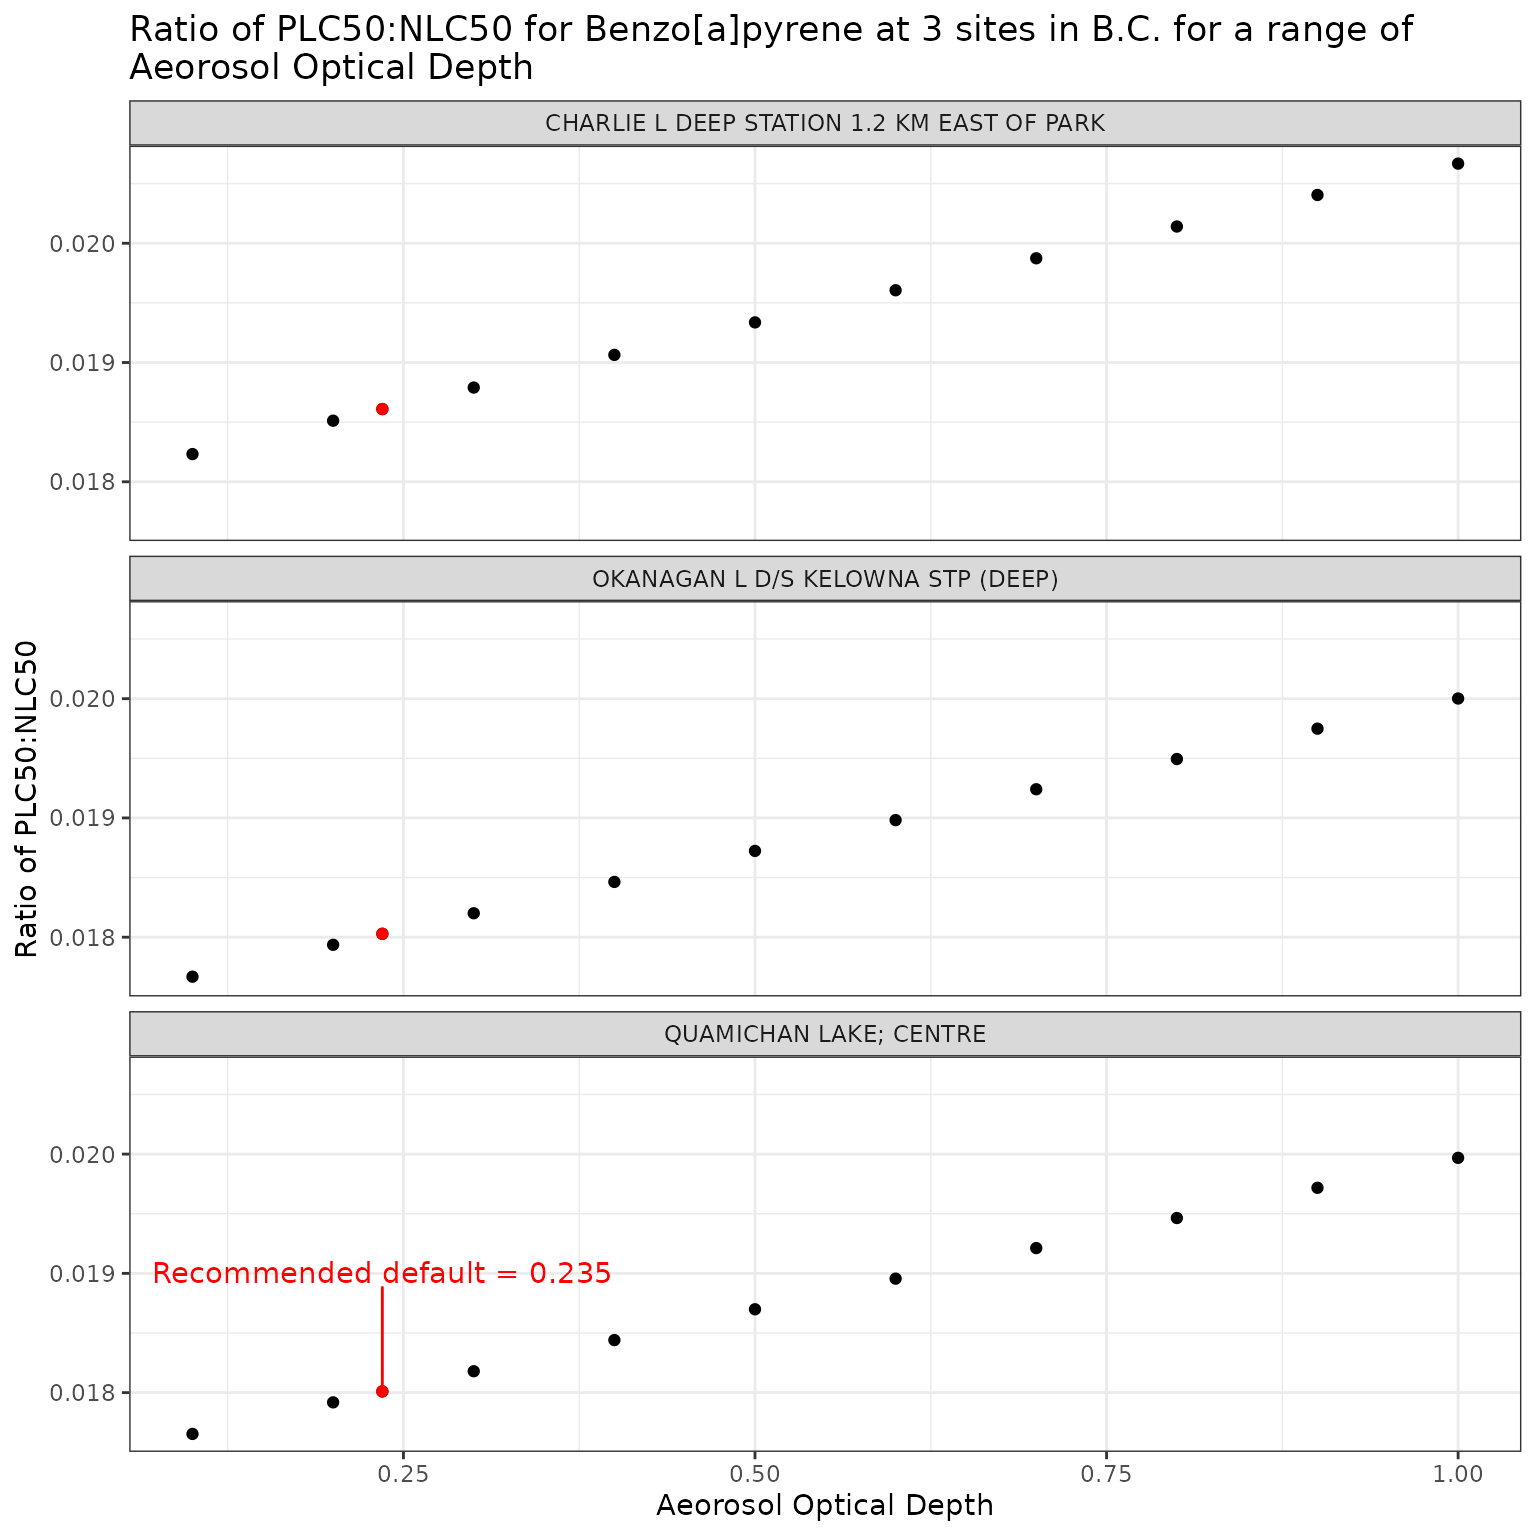 Ratio of PLC50:NLC50 for Benzo[a]pyrene at 3 sites in B.C. for a range of
Aeorosol Optical Depth
CHARLIE L DEEP STATION 1.2 KM EAST OF PARK
0.020
0.019
0.018
OKANAGAN L D/S KELOWNA STP (DEEP)
0.020
0.019
0.018
Ratio of PLC50:NLC50
QUAMICHAN LAKE; CENTRE
0.020
0.019
0.018
Recommended default = 0.235
0.25 0.50 0.75 1.00
Aeorosol Optical Depth